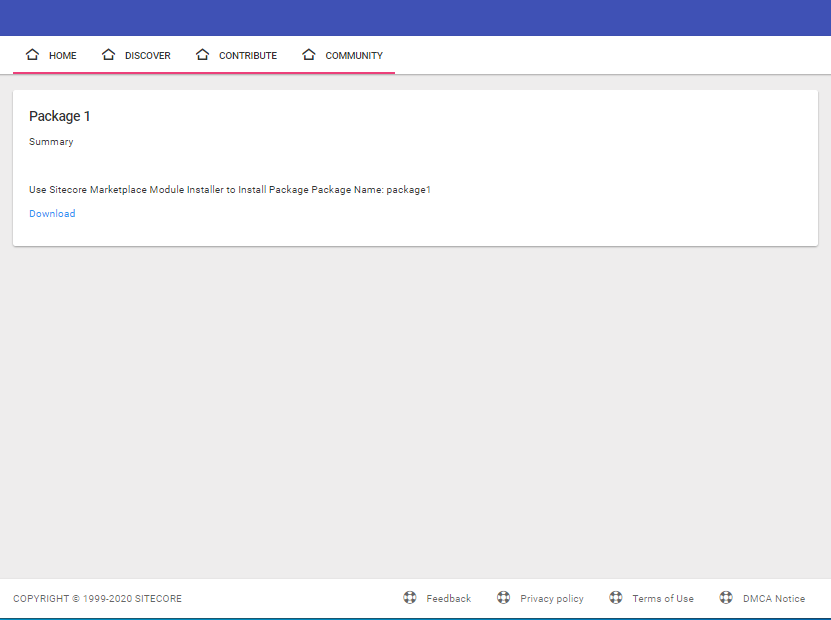 HOME DISCOVER CONTRIBUTE COMMUNITY
Package 1
Summary
Use Sitecore Marketplace Module Installer to Install Package Package Name: package1
Download
COPYRIGHT © 1999-2020 SITECORE Feedback Privacy policy Terms of Use DMCA Notice